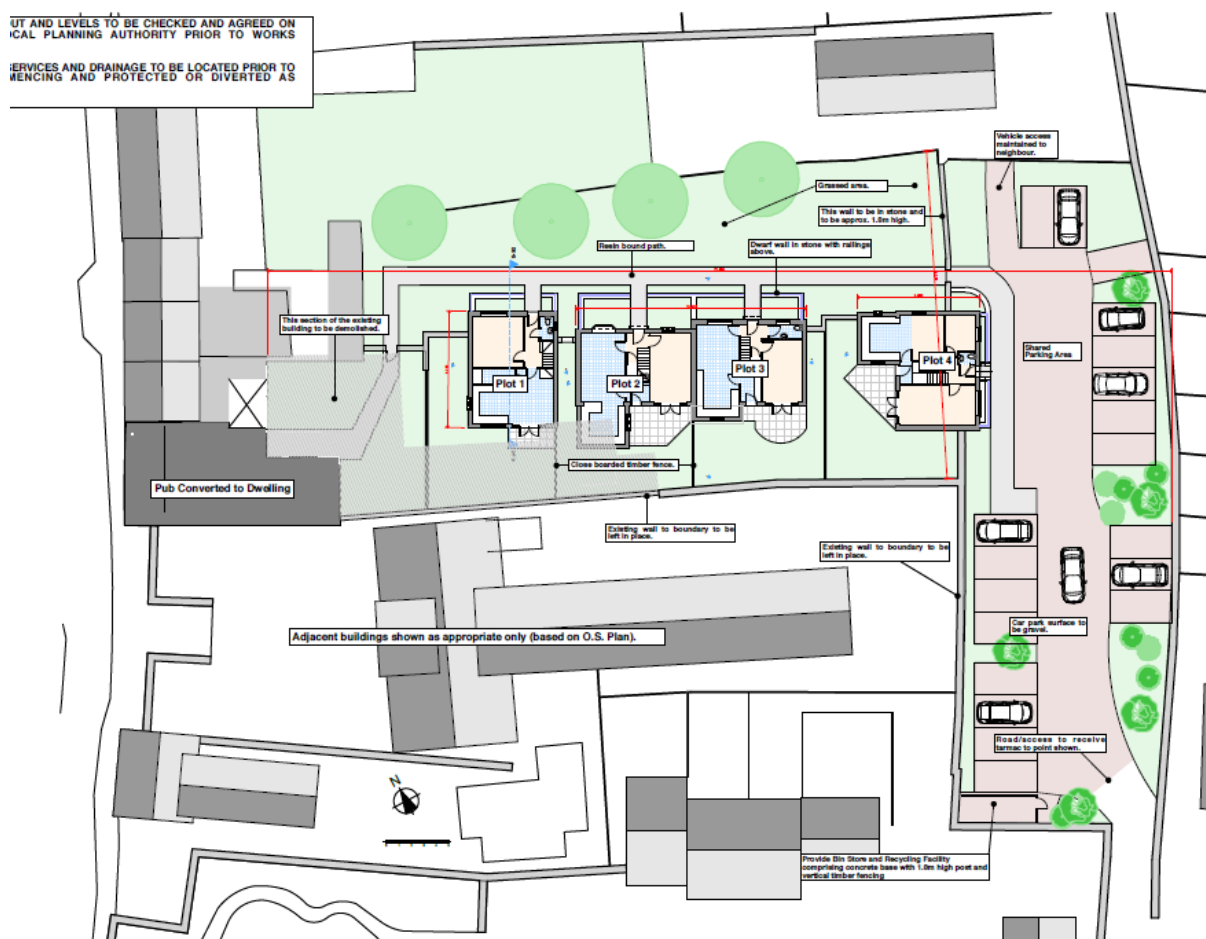 UT AND LEVELS TO BE CHECKED AND AGREED ON
OCAL PLANNING AUTHORITY PRIOR TO WORKS
SERVICES AND DRAINAGE TO BE LOCATED PRIOR TO
MENCING AND PROTECTED OR DIVERTED AS
Vehicle access
maintained to
neighbour.
Grassed area.
This wall to be in stone and
to be approx. 1.0m high.
Resin bound path.
Dwarf wall in stone with railings
above.
This section of the existing
building to be demolished.
Shared
Parking Area
Plot 1
Plot 2
Plot 3
Plot 4
Close boarded timber fence.
Pub Converted to Dwelling
Existing wall to boundary to be
left in place.
Existing wall to boundary to be
left in place.
Adjacent buildings shown as appropriate only (based on O.S. Plan).
Car park surface to
be gravel.
Road/access to receive
tarmac to point shown.
N
Provide Bin Store and Recycling Facility
comprising concrete base with 1.8m high post and
vertical timber fencing